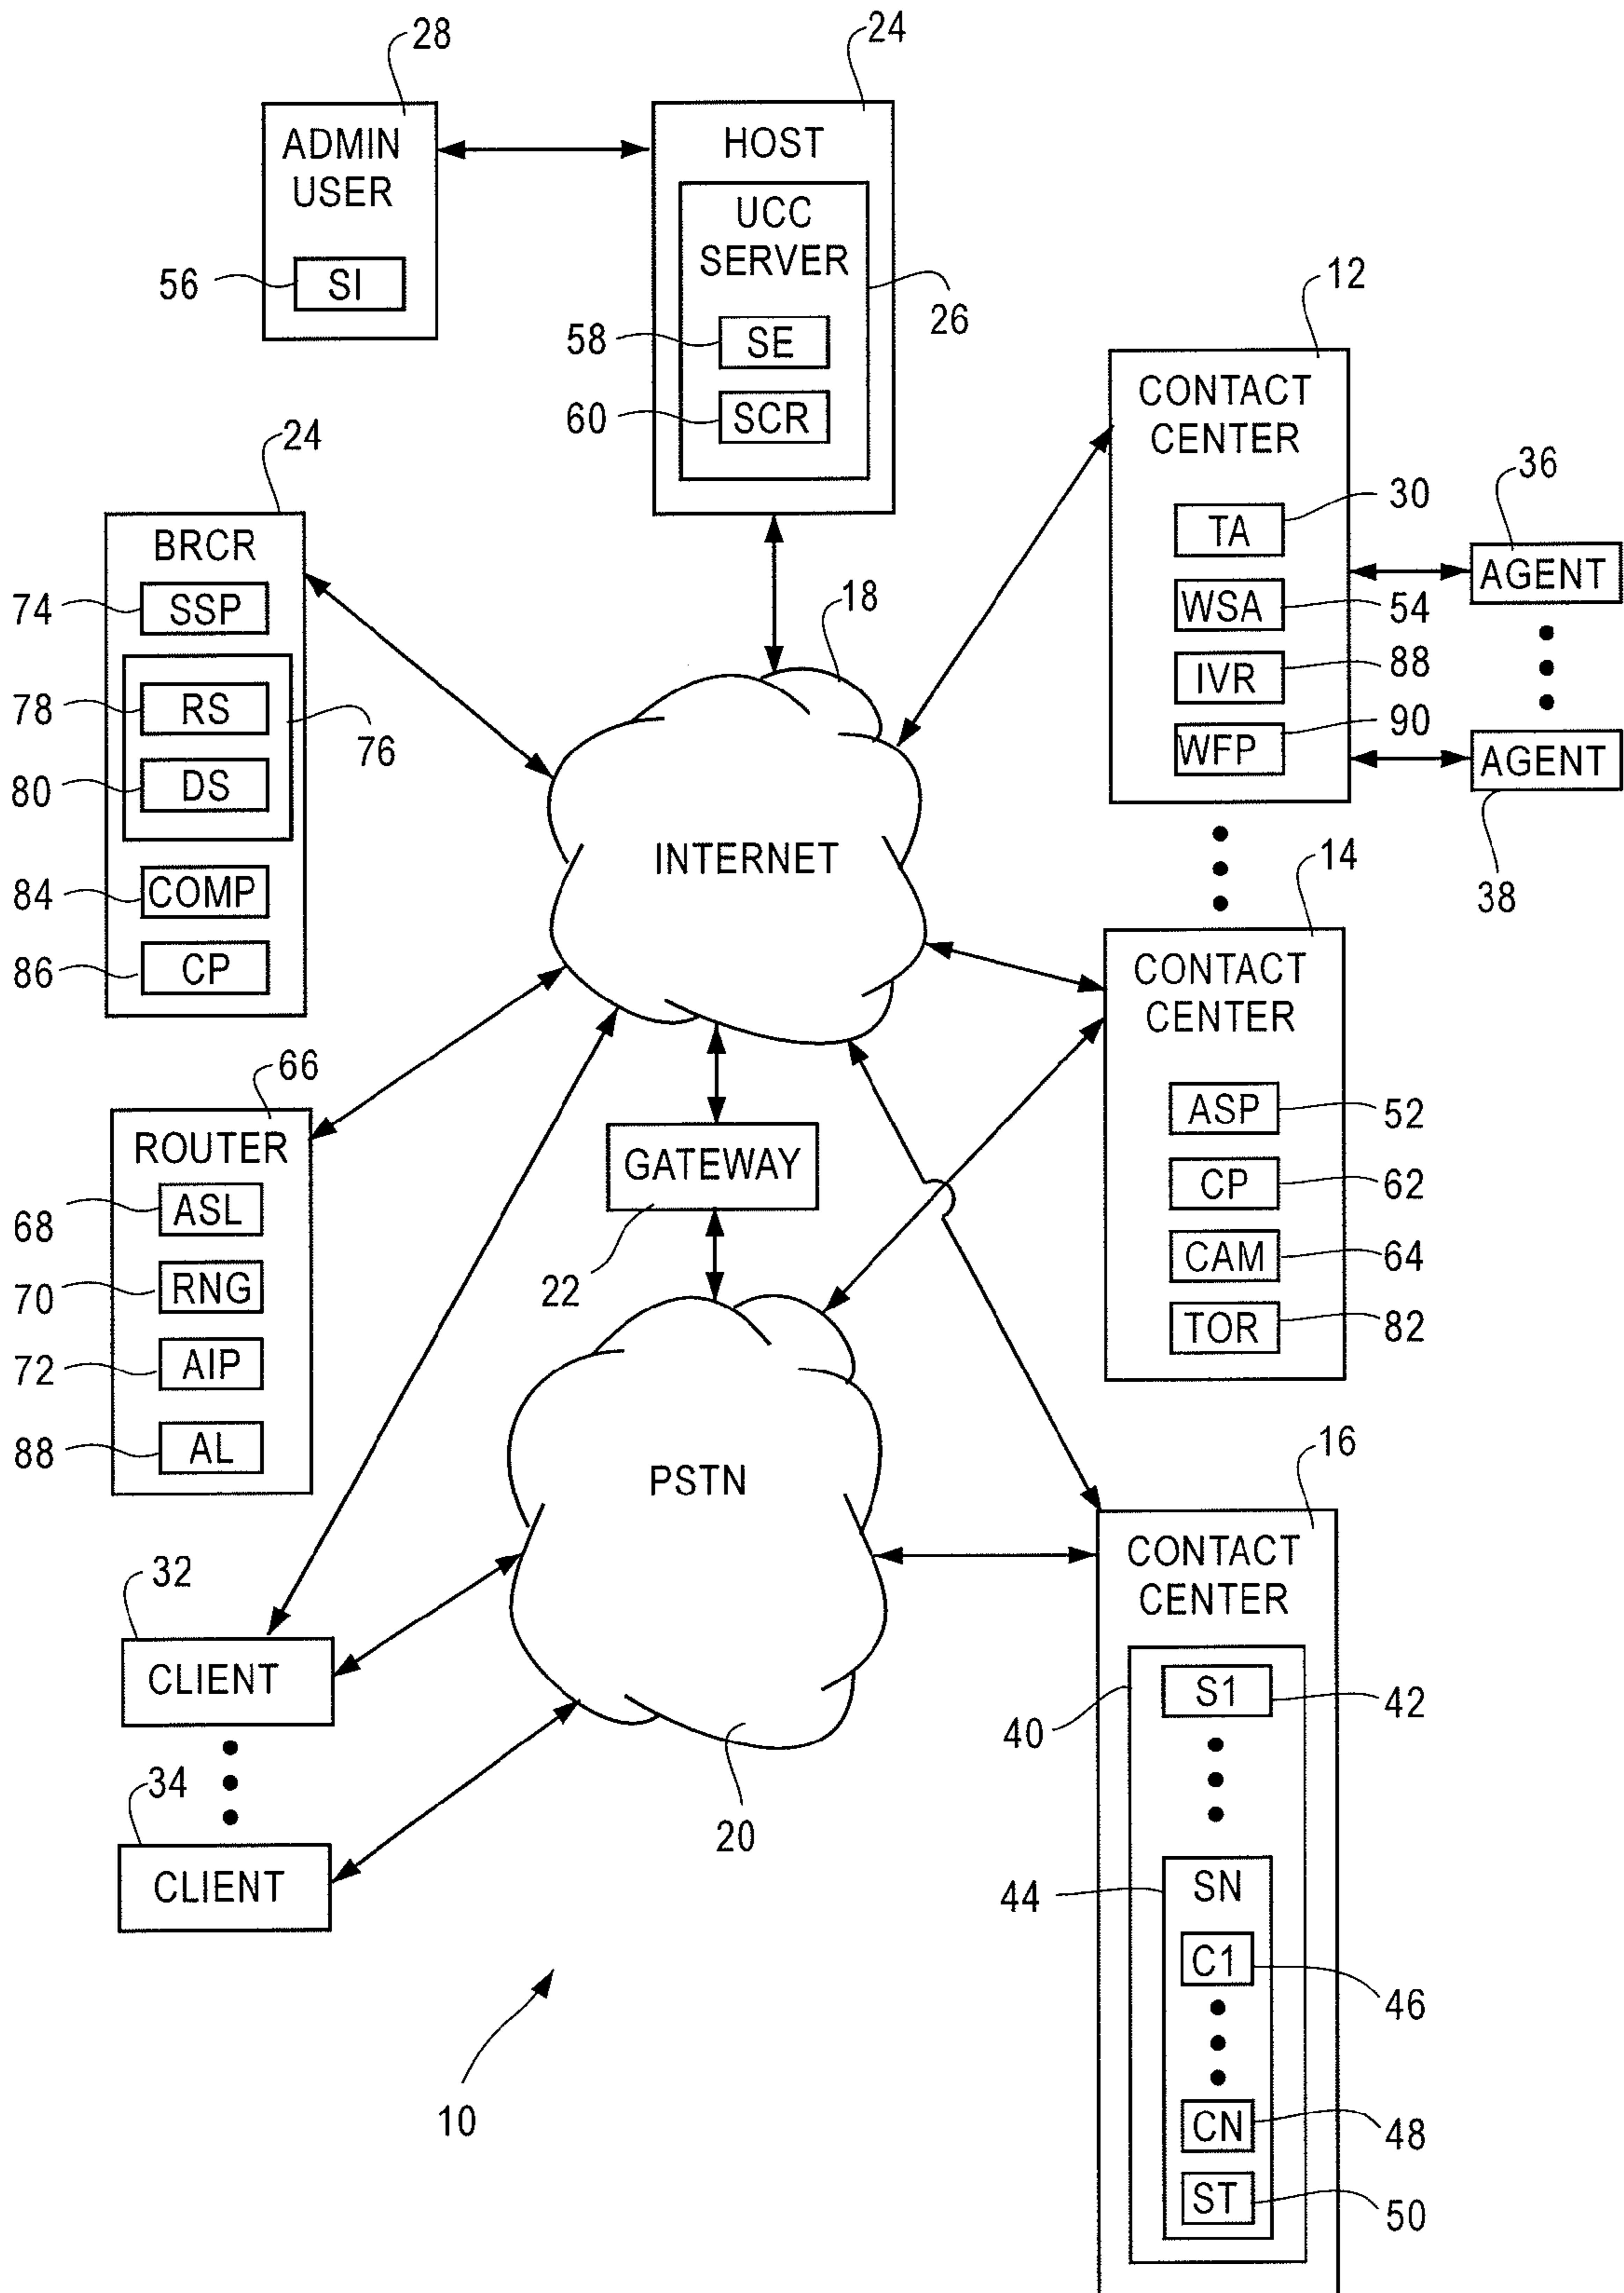 28
ADMIN
USER
56
SI
24
HOST
UCC
SERVER
26
58
SE
60
SCR
12
CONTACT
CENTER
TA
30
WSA
54
IVR
88
WFP
90
36
AGENT
AGENT
38
24
BRCR
74
SSP
78
RS
76
80
DS
84
COMP
86
CP
18
INTERNET
14
CONTACT
CENTER
ASP
52
CP
62
CAM
64
TOR
82
66
ROUTER
68
ASL
70
RNG
72
AIP
88
AL
GATEWAY
22
PSTN
20
32
CLIENT
34
CLIENT
16
CONTACT
CENTER
40
S1
42
44
SN
C1
46
CN
48
ST
50
10